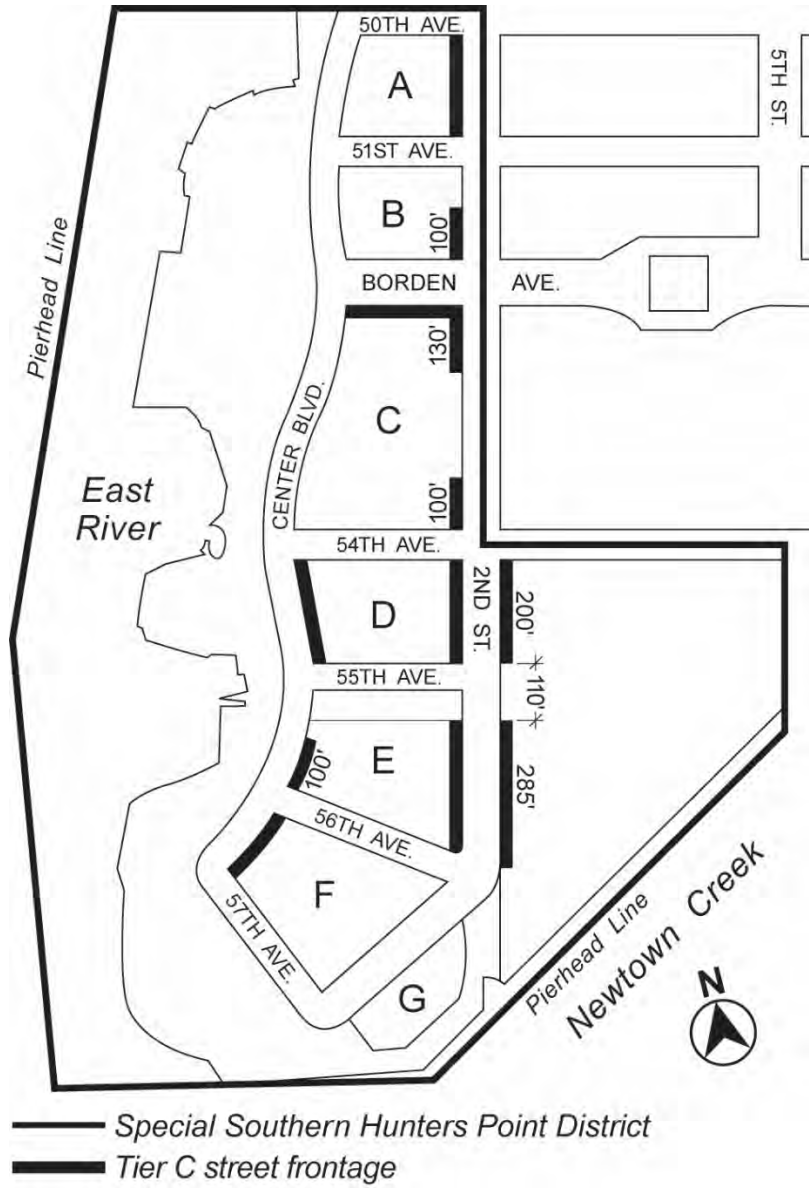 50TH AVE.
A
5TH ST.
51ST AVE.
B
100'
BORDEN AVE.
Pierhead Line
130'
CENTER BLVD.
C
East
River
100'
54TH AVE.
D
2ND ST.
200'
55TH AVE.
110'
E
100'
285'
56TH AVE.
F
57TH AVE.
G
Pierhead Line
Newtown Creek
N
Special Southern Hunters Point District
Tier C street frontage